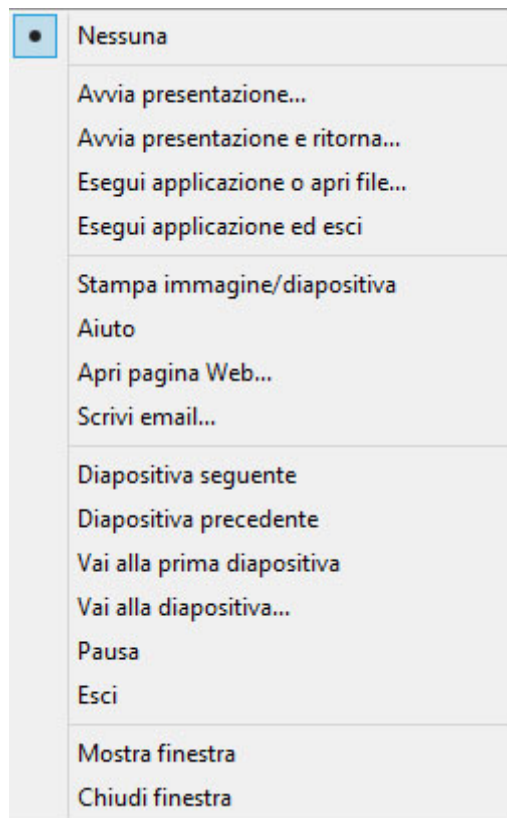 Nessuna
Avvia presentazione...
Avvia presentazione e ritorna...
Esegui applicazione o apri file...
Esegui applicazione ed esci
Stampa immagine/diapositiva
Aiuto
Apri pagina Web...
Scrivi email...
Diapositiva seguente
Diapositiva precedente
Vai alla prima diapositiva
Vai alla diapositiva...
Pausa
Esci
Mostra finestra
Chiudi finestra